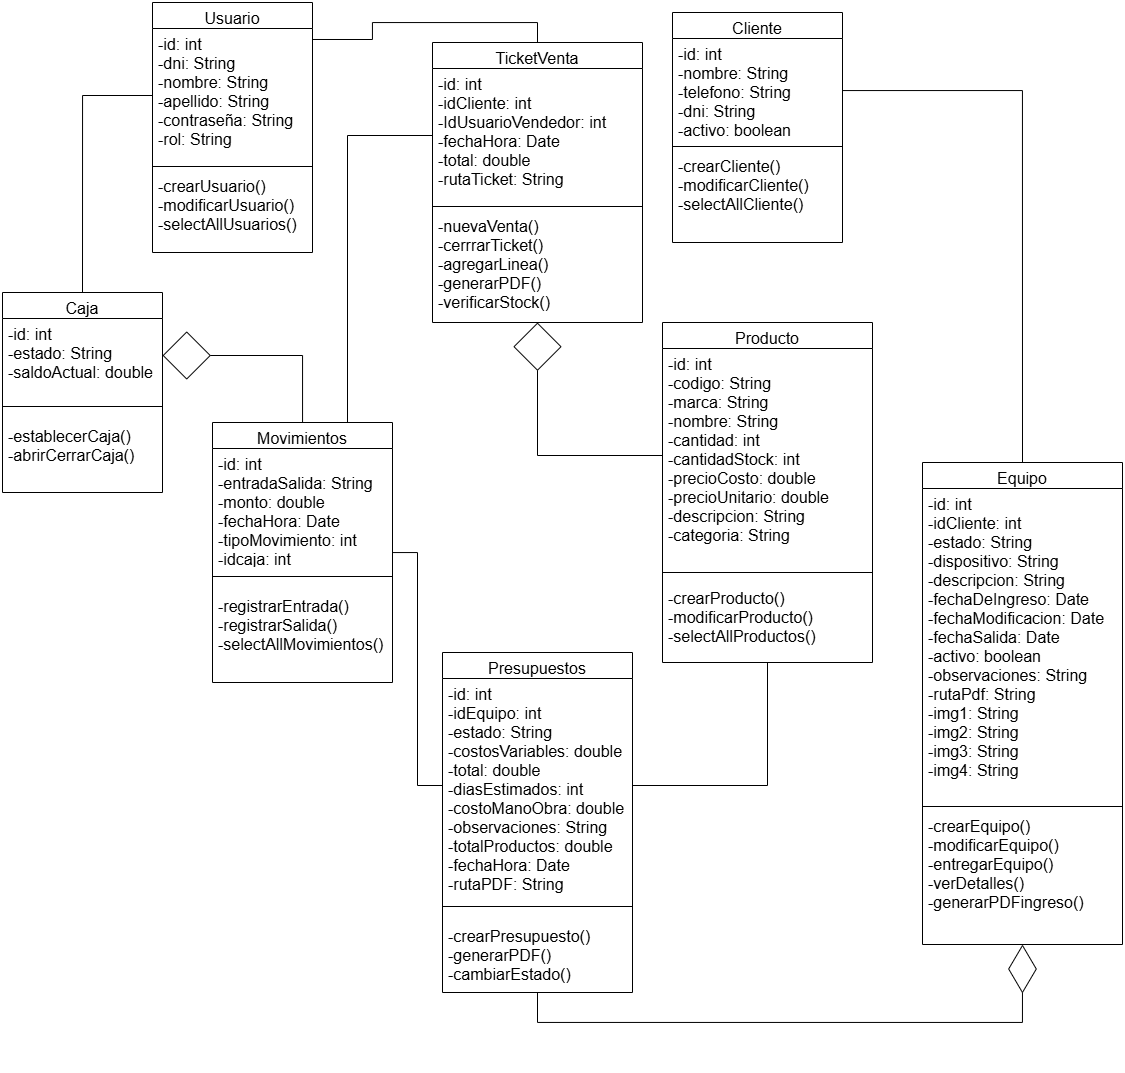 Usuario
-id: int
-dni: String
-nombre: String
-apellido: String
-contraseña: String
-rol: String
-crearUsuario()
-modificarUsuario()
-selectAllUsuarios()
TicketVenta
-id: int
-idCliente: int
-IdUsuarioVendedor: int
-fechaHora: Date
-total: double
-rutaTicket: String
-nuevaVenta()
-cerrrarTicket()
-agregarLinea()
-generarPDF()
-verificarStock()
Cliente
-id: int
-nombre: String
-telefono: String
-dni: String
-activo: boolean
-crearCliente()
-modificarCliente()
-selectAllCliente()
Caja
-id: int
-estado: String
-saldoActual: double
-establecerCaja()
-abrirCerrarCaja()
Producto
-id: int
-codigo: String
-marca: String
-nombre: String
-cantidad: int
-cantidadStock: int
-precioCosto: double
-precioUnitario: double
-descripcion: String
-categoria: String
-crearProducto()
-modificarProducto()
-selectAllProductos()
Movimientos
-id: int
-entradaSalida: String
-monto: double
-fechaHora: Date
-tipoMovimiento: int
-idcaja: int
-registrarEntrada()
-registrarSalida()
-selectAllMovimientos()
Equipo
-id: int
-idCliente: int
-estado: String
-dispositivo: String
-descripcion: String
-fechaDeIngreso: Date
-fechaModificacion: Date
-fechaSalida: Date
-activo: boolean
-observaciones: String
-rutaPdf: String
-img1: String
-img2: String
-img3: String
-img4: String
-crearEquipo()
-modificarEquipo()
-entregarEquipo()
-verDetalles()
-generarPDFingreso()
Presupuestos
-id: int
-idEquipo: int
-estado: String
-costosVariables: double
-total: double
-diasEstimados: int
-costoManoObra: double
-observaciones: String
-totalProductos: double
-fechaHora: Date
-rutaPDF: String
-crearPresupuesto()
-generarPDF()
-cambiarEstado()